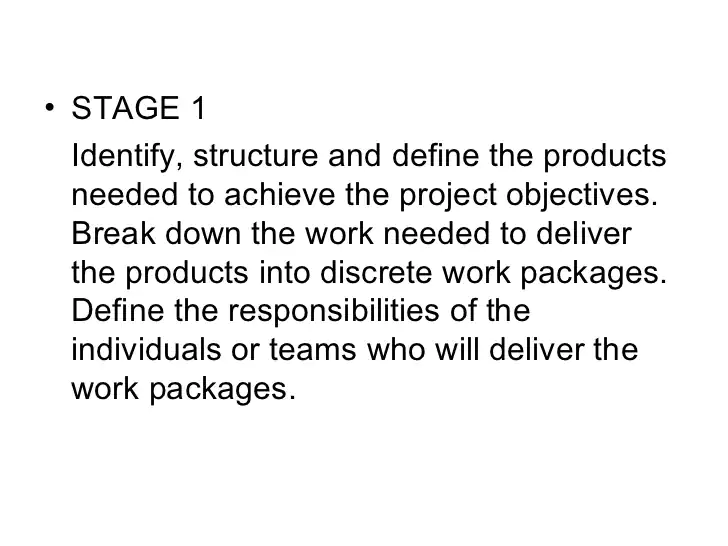 • STAGE 1
Identify, structure and define the products
needed to achieve the project objectives.
Break down the work needed to deliver
the products into discrete work packages.
Define the responsibilities of the
individuals or teams who will deliver the
work packages.